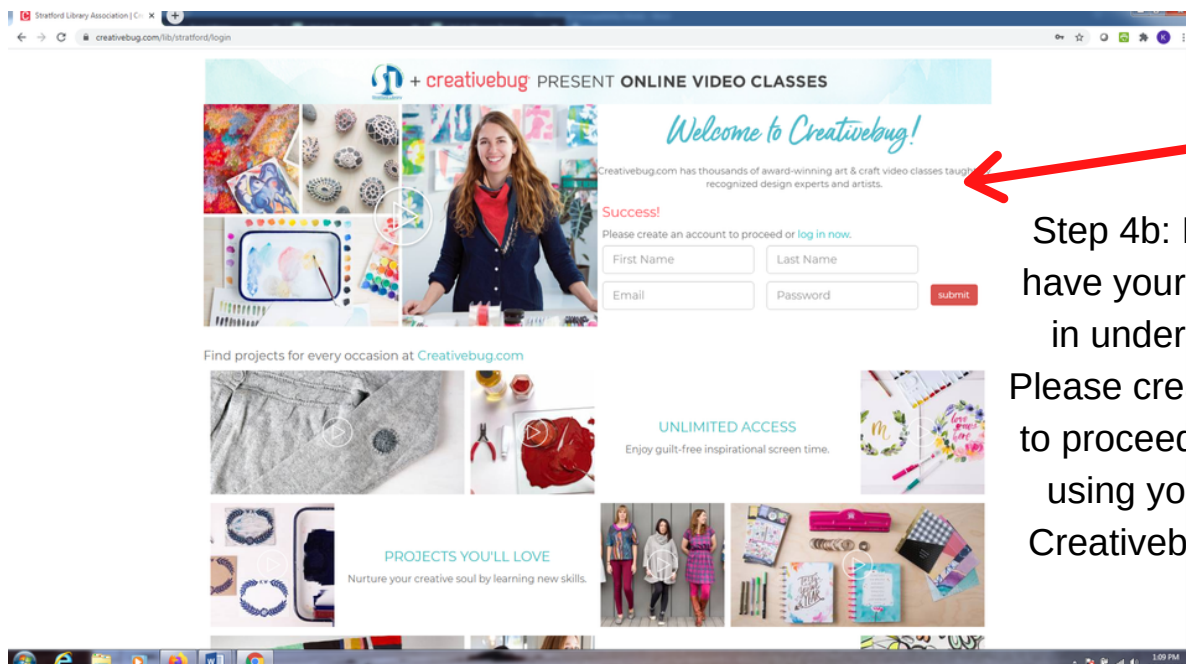 Stratford Library Association | C
creativebug.com/lib/stratford/login
K
+ creativebug PRESENT ONLINE VIDEO CLASSES
Welcome to Creativebug!
Creativebug.com has thousands of award-winning art & craft video classes taught by
recognized design experts and artists.
Success!
Please create an account to proceed or log in now.
First Name
Last Name
Email
Password
submit
Step 4b:
have your
in under
Please cre
to proceed
using yo
Creativeb
Find projects for every occasion at Creativebug.com
UNLIMITED ACCESS
Enjoy guilt-free inspirational screen time.
m
love
grows
here
PROJECTS YOU'LL LOVE
Nurture your creative soul by learning new skills.
YEAR
1:09 PM